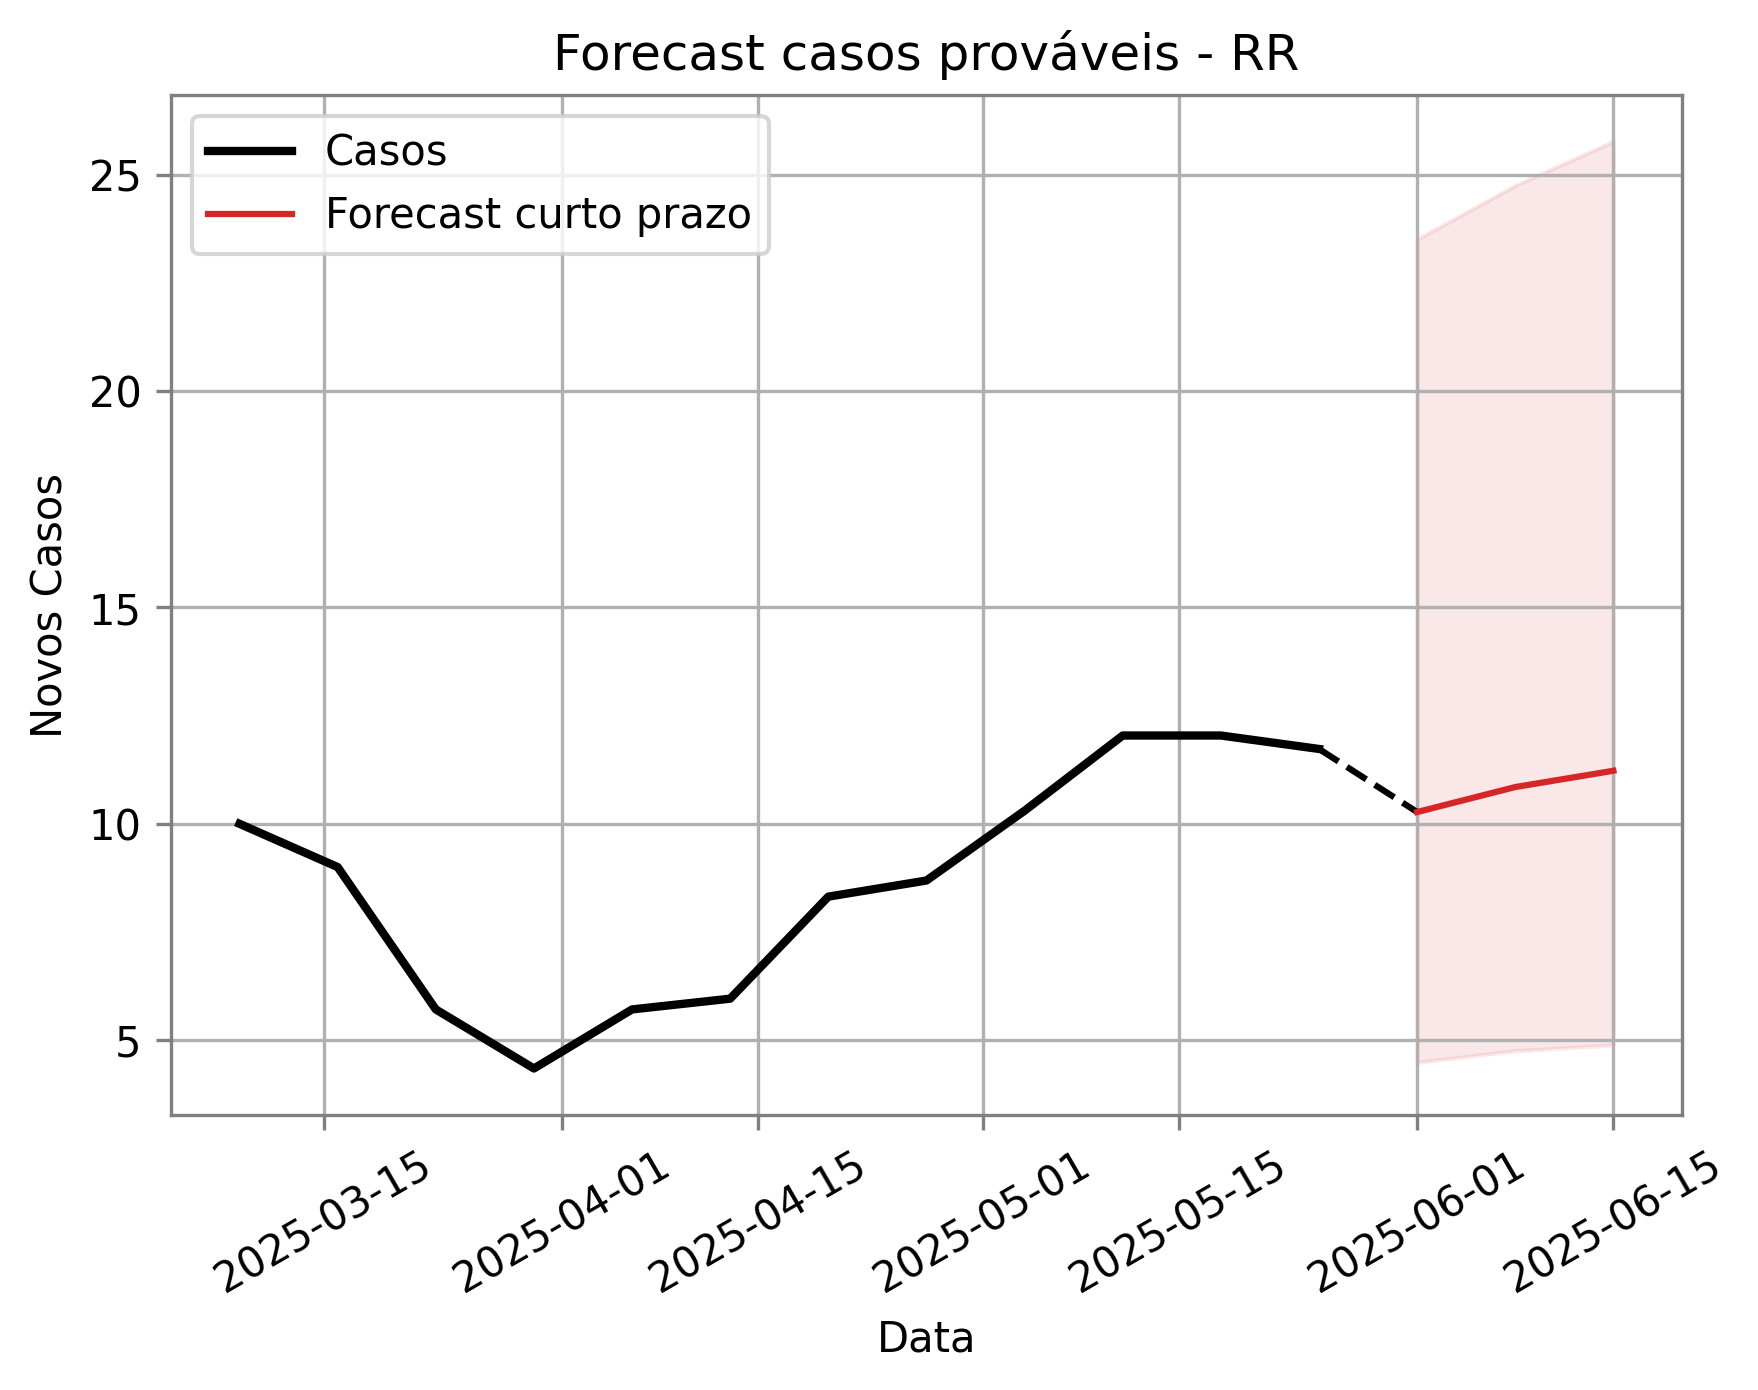 Forecast casos prováveis - RR
Casos
Forecast curto prazo
25
20
15
10
5
Novos Casos
2025-03-15
2025-04-01
2025-04-15
2025-05-01
2025-05-15
2025-06-01
2025-06-15
Data